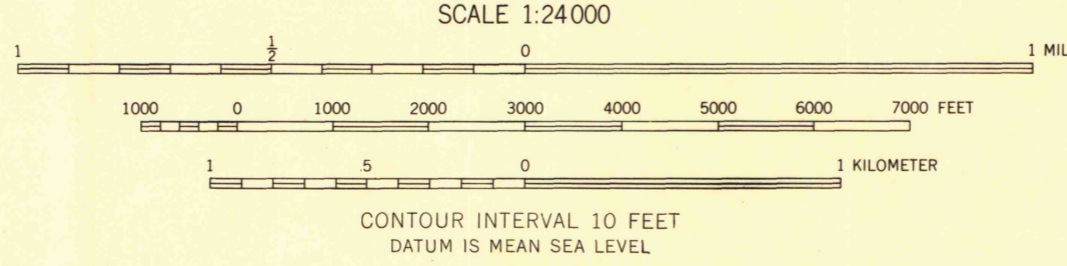 SCALE 1:24000
1 ½ 0 1 MIL
1000 0 1000 2000 3000 4000 5000 6000 7000 FEET
1 .5 0 1 KILOMETER
CONTOUR INTERVAL 10 FEET
DATUM IS MEAN SEA LEVEL